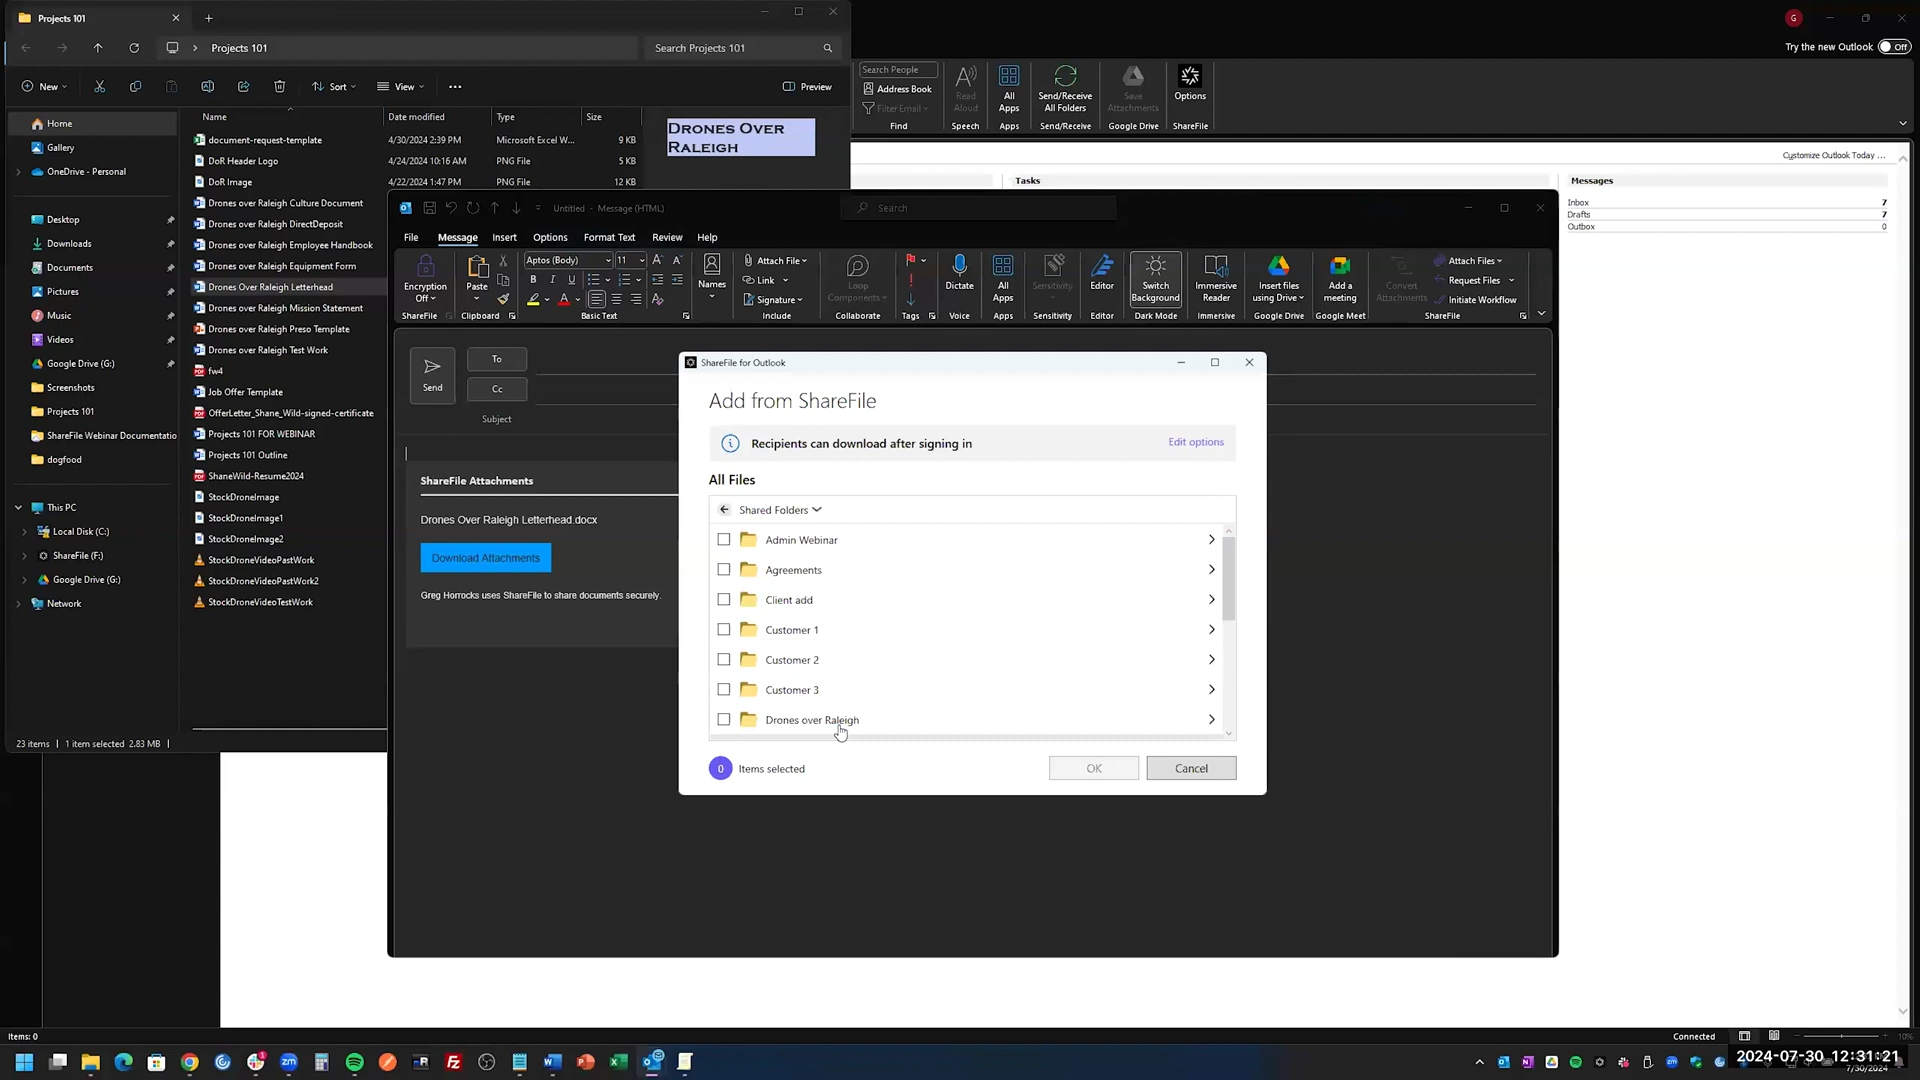 Projects 101
G
Try the new Outlook
Off
Projects 101
Search Projects 101
New
Sort
View
Preview
Search People
Address Book
Filter Email
Find
Read Aloud
Speech
All Apps
Apps
Send/Receive All Folders
Send/Receive
Save Attachments
Google Drive
Options
ShareFile
Name
Date modified
Type
Size
Home
Gallery
OneDrive - Personal
Desktop
Downloads
Documents
Pictures
Music
Videos
Google Drive (G:)
Screenshots
Projects 101
ShareFile Webinar Documentatio
dogfood
This PC
Local Disk (C:)
ShareFile (F:)
Google Drive (G:)
Network
document-request-template 4/30/2024 2:39 PM Microsoft Excel W... 9 KB
DoR Header Logo 4/24/2024 10:16 AM PNG File 5 KB
DoR Image 4/22/2024 1:47 PM PNG File 12 KB
Drones over Raleigh Culture Document
Drones over Raleigh DirectDeposit
Drones over Raleigh Employee Handbook
Drones over Raleigh Equipment Form
Drones Over Raleigh Letterhead
Drones over Raleigh Mission Statement
Drones over Raleigh Preso Template
Drones over Raleigh Test Work
fw4
Job Offer Template
OfferLetter_Shane_Wild-signed-certificate
Projects 101 FOR WEBINAR
Projects 101 Outline
ShaneWild-Resume2024
StockDroneImage
StockDroneImage1
StockDroneImage2
StockDroneVideoPastWork
StockDroneVideoPastWork2
StockDroneVideoTestWork
23 items
1 item selected 2.83 MB
Drones Over
Raleigh
Customize Outlook Today ...
Tasks
Messages
Inbox 7
Drafts 7
Outbox 0
Untitled - Message (HTML)
Search
File Message Insert Options Format Text Review Help
Encryption Off
ShareFile
Paste
Clipboard
Aptos (Body)
11
B I U
Basic Text
Names
Attach File
Link
Signature
Include
Loop Components
Collaborate
Tags
Dictate
Voice
All Apps
Apps
Sensitivity
Sensitivity
Editor
Editor
Switch Background
Dark Mode
Immersive Reader
Immersive
Insert files using Drive
Google Drive
Add a meeting
Google Meet
Convert Attachments
Attach Files
Request Files
Initiate Workflow
ShareFile
Send
To
Cc
Subject
ShareFile Attachments
Drones Over Raleigh Letterhead.docx
Download Attachments
Greg Horrocks uses ShareFile to share documents securely.
ShareFile for Outlook
Add from ShareFile
Recipients can download after signing in
Edit options
All Files
Shared Folders
Admin Webinar
Agreements
Client add
Customer 1
Customer 2
Customer 3
Drones over Raleigh
0 Items selected
OK
Cancel
Items: 0
Connected
10%
2024-07-30 12:31:21
7/30/2024